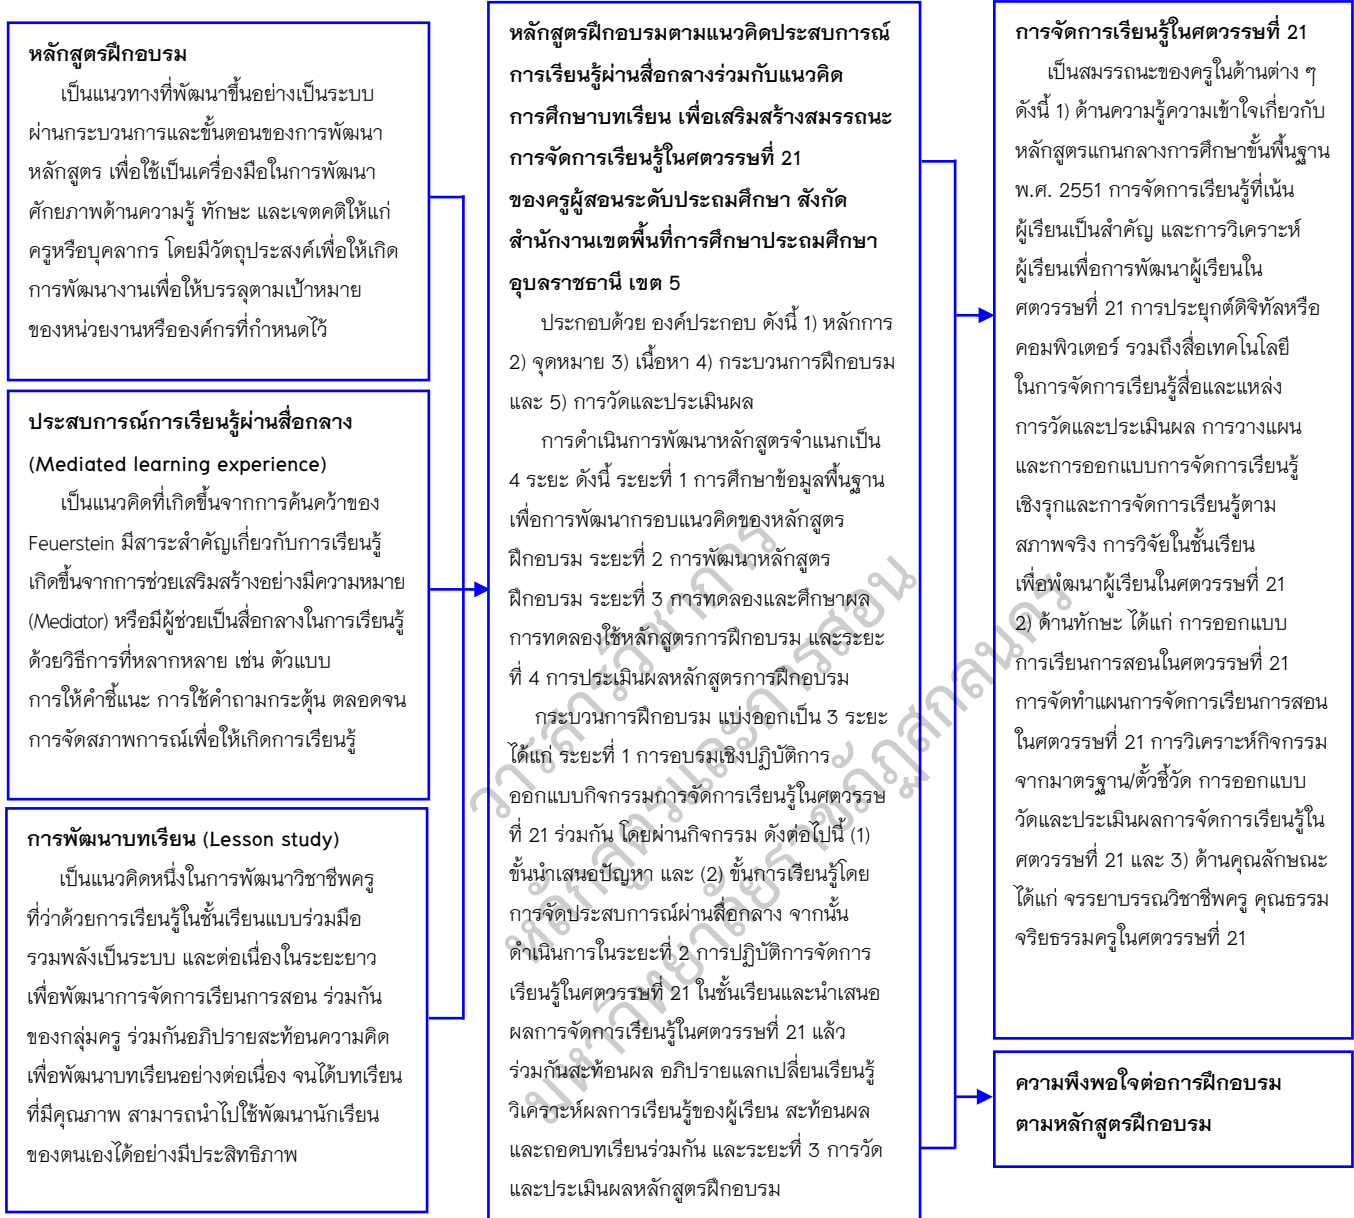 หลักสูตรฝึกอบรม
เป็นแนวทางที่พัฒนาขึ้นอย่างเป็นระบบ
ผ่านกระบวนการและขั้นตอนของการพัฒนา
หลักสูตร เพื่อใช้เป็นเครื่องมือในการพัฒนา
ศักยภาพด้านความรู้ ทักษะ และเจตคติให้แก่
ครูหรือบุคลากร โดยมีวัตถุประสงค์เพื่อให้เกิด
การพัฒนางานเพื่อให้บรรลุตามเป้าหมาย
ของหน่วยงานหรือองค์กรที่กำหนดไว้
ประสบการณ์การเรียนรู้ผ่านสื่อกลาง
(Mediated learning experience)
เป็นแนวคิดที่เกิดขึ้นจากการค้นคว้าของ
Feuerstein มีสาระสำคัญเกี่ยวกับการเรียนรู้
เกิดขึ้นจากการช่วยเสริมสร้างอย่างมีความหมาย
(Mediator) หรือมีผู้ช่วยเป็นสื่อกลางในการเรียนรู้
ด้วยวิธีการที่หลากหลาย เช่น ตัวแบบ
การให้คำชี้แนะ การใช้คำถามกระตุ้น ตลอดจน
การจัดสภาพการณ์เพื่อให้เกิดการเรียนรู้
การพัฒนาบทเรียน (Lesson study)
เป็นแนวคิดหนึ่งในการพัฒนาวิชาชีพครู
ที่ว่าด้วยการเรียนรู้ในชั้นเรียนแบบร่วมมือ
รวมพลังเป็นระบบ และต่อเนื่องในระยะยาว
เพื่อพัฒนาการจัดการเรียนการสอน ร่วมกัน
ของกลุ่มครู ร่วมกันอภิปรายสะท้อนความคิด
เพื่อพัฒนาบทเรียนอย่างต่อเนื่อง จนได้บทเรียน
ที่มีคุณภาพ สามารถนำไปใช้พัฒนานักเรียน
ของตนเองได้อย่างมีประสิทธิภาพ
หลักสูตรฝึกอบรมตามแนวคิดประสบการณ์
การเรียนรู้ผ่านสื่อกลางร่วมกับแนวคิด
การศึกษาบทเรียน เพื่อเสริมสร้างสมรรถนะ
การจัดการเรียนรู้ในศตวรรษที่ 21
ของครูผู้สอนระดับประถมศึกษา สังกัด
สำนักงานเขตพื้นที่การศึกษาประถมศึกษา
อุบลราชธานี เขต 5
ประกอบด้วย องค์ประกอบ ดังนี้ 1) หลักการ
2) จุดหมาย 3) เนื้อหา 4) กระบวนการฝึกอบรม
และ 5) การวัดและประเมินผล
การดำเนินการพัฒนาหลักสูตรจำแนกเป็น
4 ระยะ ดังนี้ ระยะที่ 1 การศึกษาข้อมูลพื้นฐาน
เพื่อการพัฒนากรอบแนวคิดของหลักสูตร
ฝึกอบรม ระยะที่ 2 การพัฒนาหลักสูตร
ฝึกอบรม ระยะที่ 3 การทดลองและศึกษาผล
การทดลองใช้หลักสูตรการฝึกอบรม และระยะ
ที่ 4 การประเมินผลหลักสูตรการฝึกอบรม
กระบวนการฝึกอบรม แบ่งออกเป็น 3 ระยะ
ได้แก่ ระยะที่ 1 การอบรมเชิงปฏิบัติการ
ออกแบบกิจกรรมการจัดการเรียนรู้ในศตวรรษ
ที่ 21 ร่วมกัน โดยผ่านกิจกรรม ดังต่อไปนี้ (1)
ขั้นนำเสนอปัญหา และ (2) ขั้นการเรียนรู้โดย
การจัดประสบการณ์ผ่านสื่อกลาง จากนั้น
ดำเนินการในระยะที่ 2 การปฏิบัติการจัดการ
เรียนรู้ในศตวรรษที่ 21 ในชั้นเรียนและนำเสนอ
ผลการจัดการเรียนรู้ในศตวรรษที่ 21 แล้ว
ร่วมกันสะท้อนผล อภิปรายแลกเปลี่ยนเรียนรู้
วิเคราะห์ผลการเรียนรู้ของผู้เรียน สะท้อนผล
และถอดบทเรียนร่วมกัน และระยะที่ 3 การวัด
และประเมินผลหลักสูตรฝึกอบรม
การจัดการเรียนรู้ในศตวรรษที่ 21
เป็นสมรรถนะของครูในด้านต่าง ๆ
ดังนี้ 1) ด้านความรู้ความเข้าใจเกี่ยวกับ
หลักสูตรแกนกลางการศึกษาขั้นพื้นฐาน
พ.ศ. 2551 การจัดการเรียนรู้ที่เน้น
ผู้เรียนเป็นสำคัญ และการวิเคราะห์
ผู้เรียนเพื่อการพัฒนาผู้เรียนใน
ศตวรรษที่ 21 การประยุกต์ดิจิทัลหรือ
คอมพิวเตอร์ รวมถึงสื่อเทคโนโลยี
ในการจัดการเรียนรู้สื่อและแหล่ง
การวัดและประเมินผล การวางแผน
และการออกแบบการจัดการเรียนรู้
เชิงรุกและการจัดการเรียนรู้ตาม
สภาพจริง การวิจัยในชั้นเรียน
เพื่อพํฒนาผู้เรียนในศตวรรษที่ 21
2) ด้านทักษะ ได้แก่ การออกแบบ
การเรียนการสอนในศตวรรษที่ 21
การจัดทำแผนการจัดการเรียนการสอน
ในศตวรรษที่ 21 การวิเคราะห์กิจกรรม
จากมาตรฐาน/ตั้วชี้วัด การออกแบบ
วัดและประเมินผลการจัดการเรียนรู้ใน
ศตวรรษที่ 21 และ 3) ด้านคุณลักษณะ
ได้แก่ จรรยาบรรณวิชาชีพครู คุณธรรม
จริยธรรมครูในศตวรรษที่ 21
ความพึงพอใจต่อการฝึกอบรม
ตามหลักสูตรฝึกอบรม
วารสารวิชาการ
หลักสูตรและการสอน
มหาวิทยาลัยราชภัฏสกลนคร